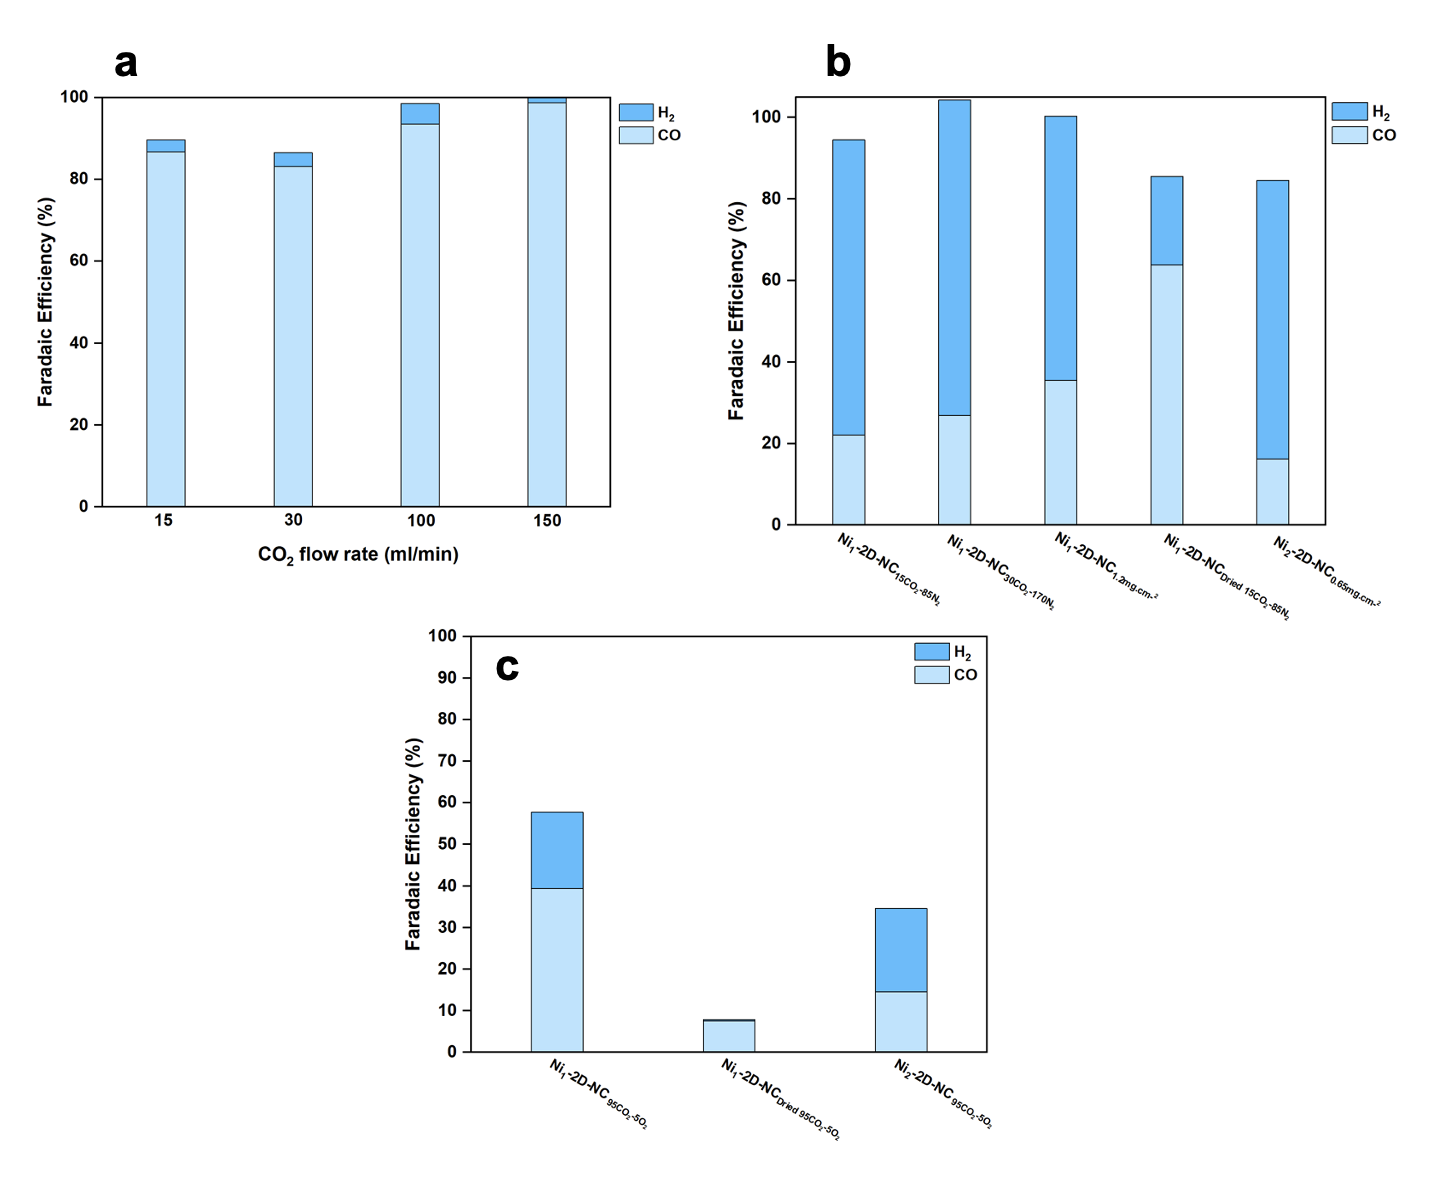 a
100
80
60
40
20
0
Faradaic Efficiency (%)
15 30 100 150
CO₂ flow rate (ml/min)
H₂
CO
b
100
80
60
40
20
0
Faradaic Efficiency (%)
Ni₁-2D-NC15CO₂-85N₂
Ni₁-2D-NC30CO₂-170N₂
Ni₁-2D-NC1.2mg.cm-²
Ni₁-2D-NCDried 15CO₂-85N₂
Ni₂-2D-NC0.65mg.cm-²
H₂
CO
c
100
90
80
70
60
50
40
30
20
10
0
Faradaic Efficiency (%)
Ni₁-2D-NC95CO₂-5O₂
Ni₁-2D-NCDried 95CO₂-5O₂
Ni₂-2D-NC95CO₂-5O₂
H₂
CO